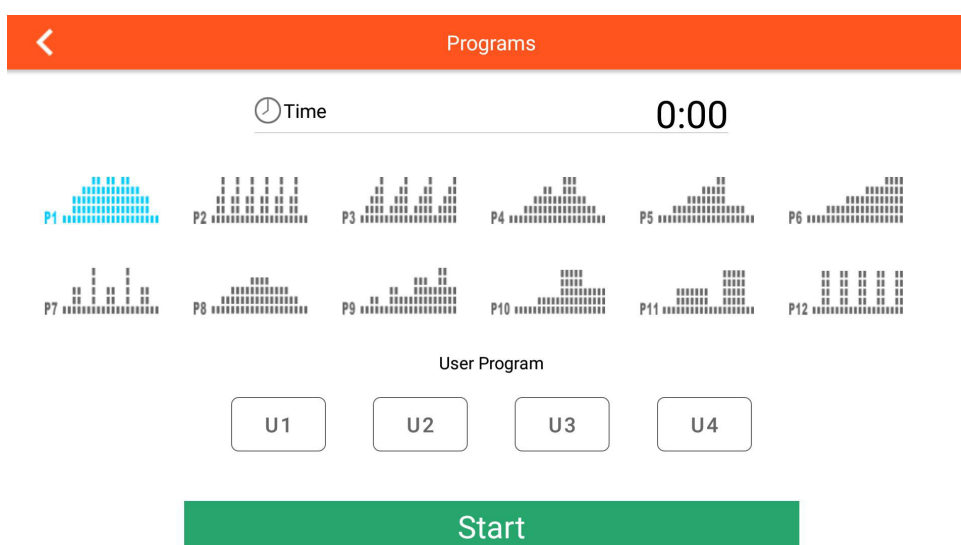 Programs
Time 0:00
P1 P2 P3 P4 P5 P6
P7 P8 P9 P10 P11 P12
User Program
U1 U2 U3 U4
Start